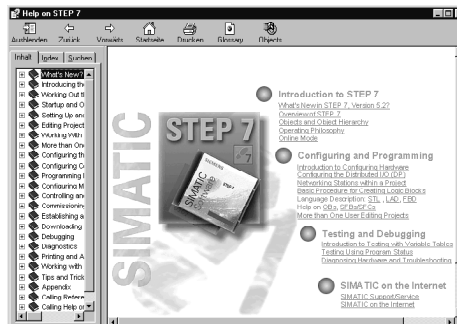 Help on STEP 7
Ausblenden Zurück Vorwärts Startseite Drucken Glossary Objects
Inhalt Index Suchen
What's New?
Introducing the
Working Out t
Startup and O
Setting Up an
Editing Project
Working With
More than One
Configuring th
Configuring C
Programming
Configuring M
Controlling an
Commissioning
Establishing a
Downloading
Debugging
Diagnostics
Printing and A
Working with
Tips and Trick
Appendix
Calling Refere
Calling Help o
SIMATIC
STEP 7
SIEMENS
SIMATIC
STEP 7
Introduction to STEP 7
What's New in STEP 7, Version 5.2?
Overview of STEP 7
Objects and Object Hierarchy
Operating Philosophy
Online Mode
Configuring and Programming
Introduction to Configuring Hardware
Configuring the Distributed I/O (DP)
Networking Stations within a Project
Basic Procedure for Creating Logic Blocks
Language Description: STL , LAD , FBD
Help on OBs, SFBs/SFCs
More than One User Editing Projects
Testing and Debugging
Introduction to Testing with Variable Tables
Testing Using Program Status
Diagnosing Hardware and Troubleshooting
SIMATIC on the Internet
SIMATIC Support/Service
SIMATIC on the Internet